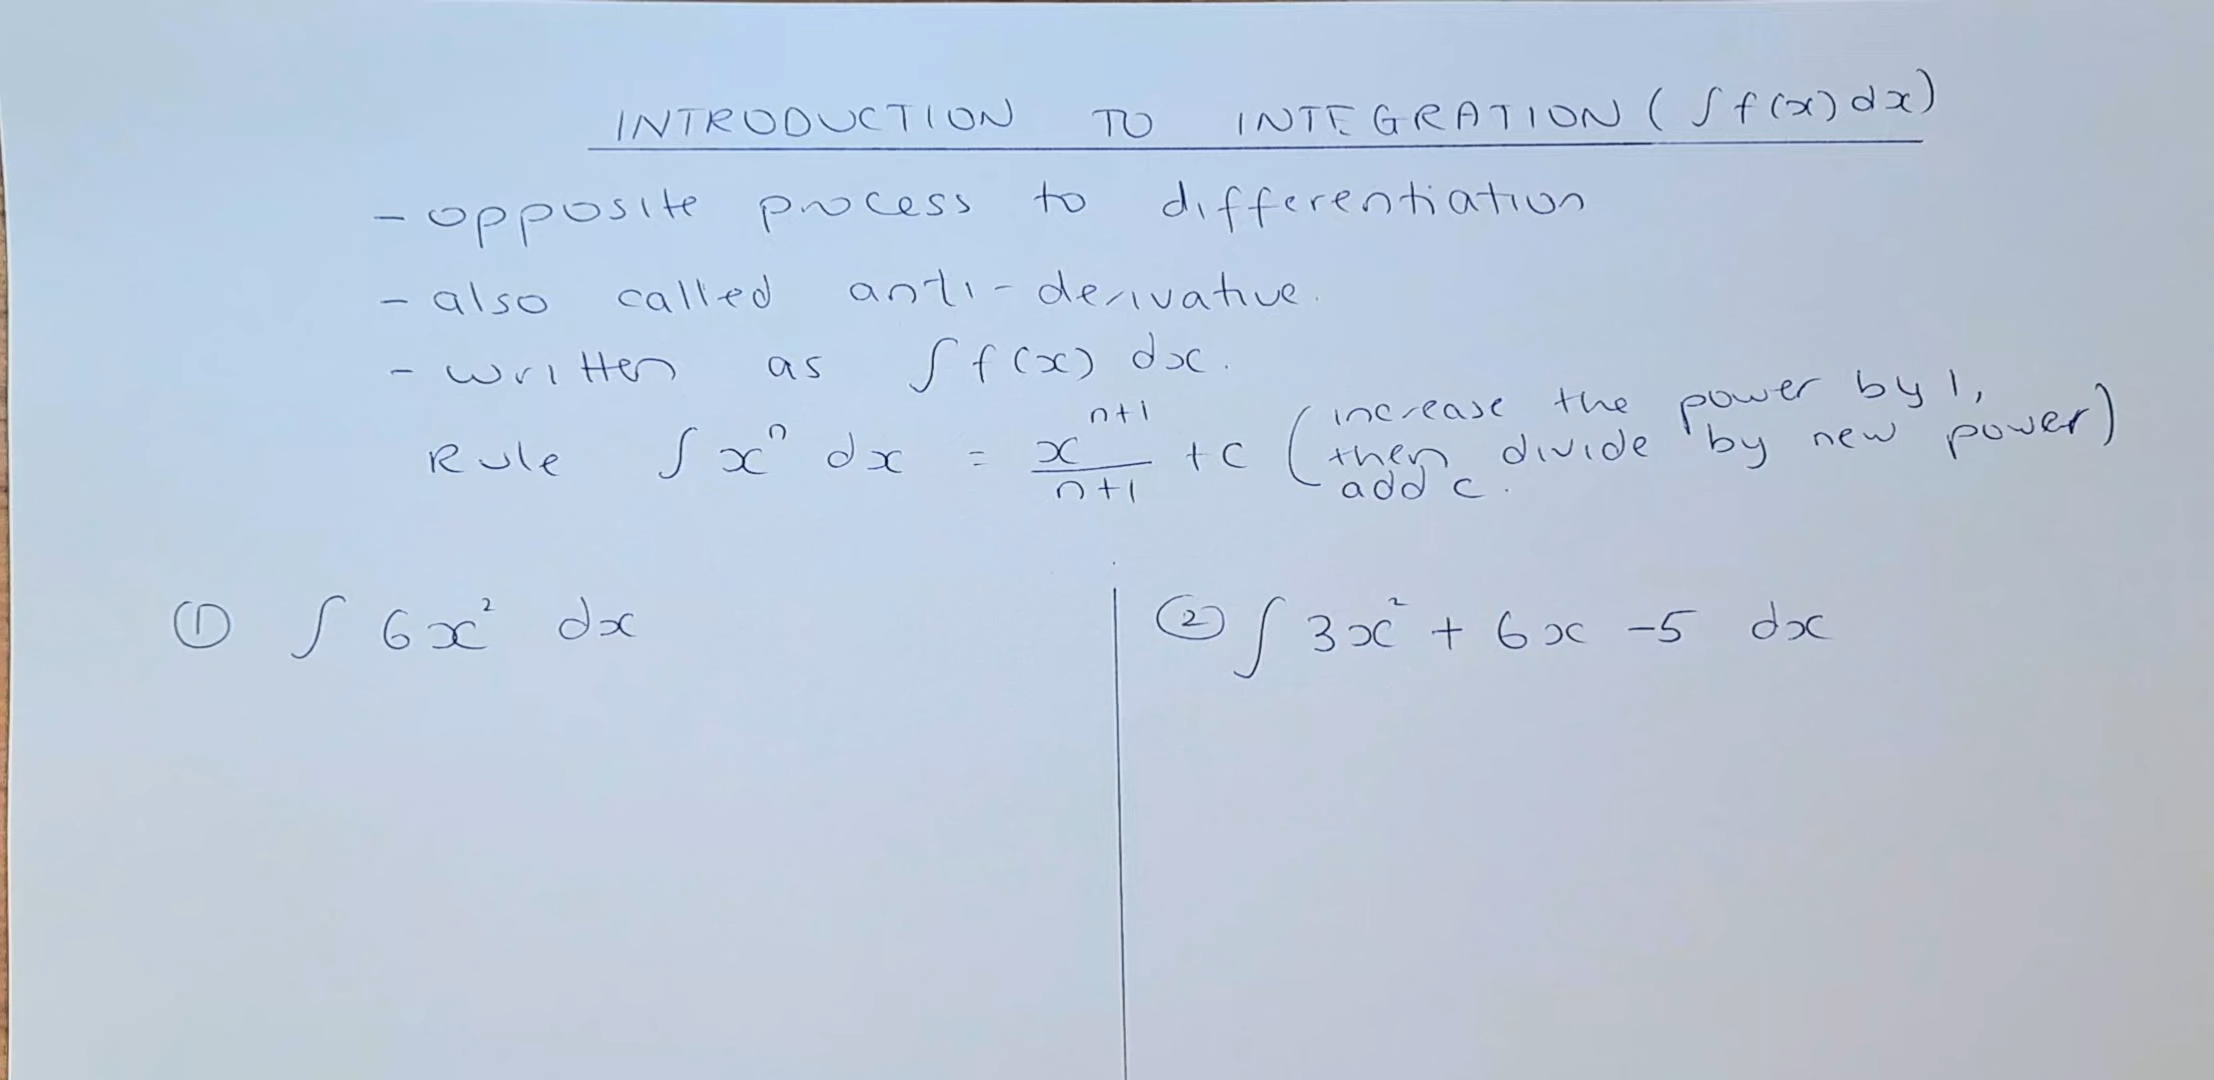 INTRODUCTION TO INTEGRATION (∫f(x)dx)
- opposite process to differentiation
- also called anti-derivative.
- written as ∫f(x) dx.
Rule ∫xⁿ dx = xⁿ⁺¹/n+1 + c (increase the power by 1,
then divide by new power)
add c.
① ∫ 6x² dx
② ∫ 3x² + 6x - 5 dx